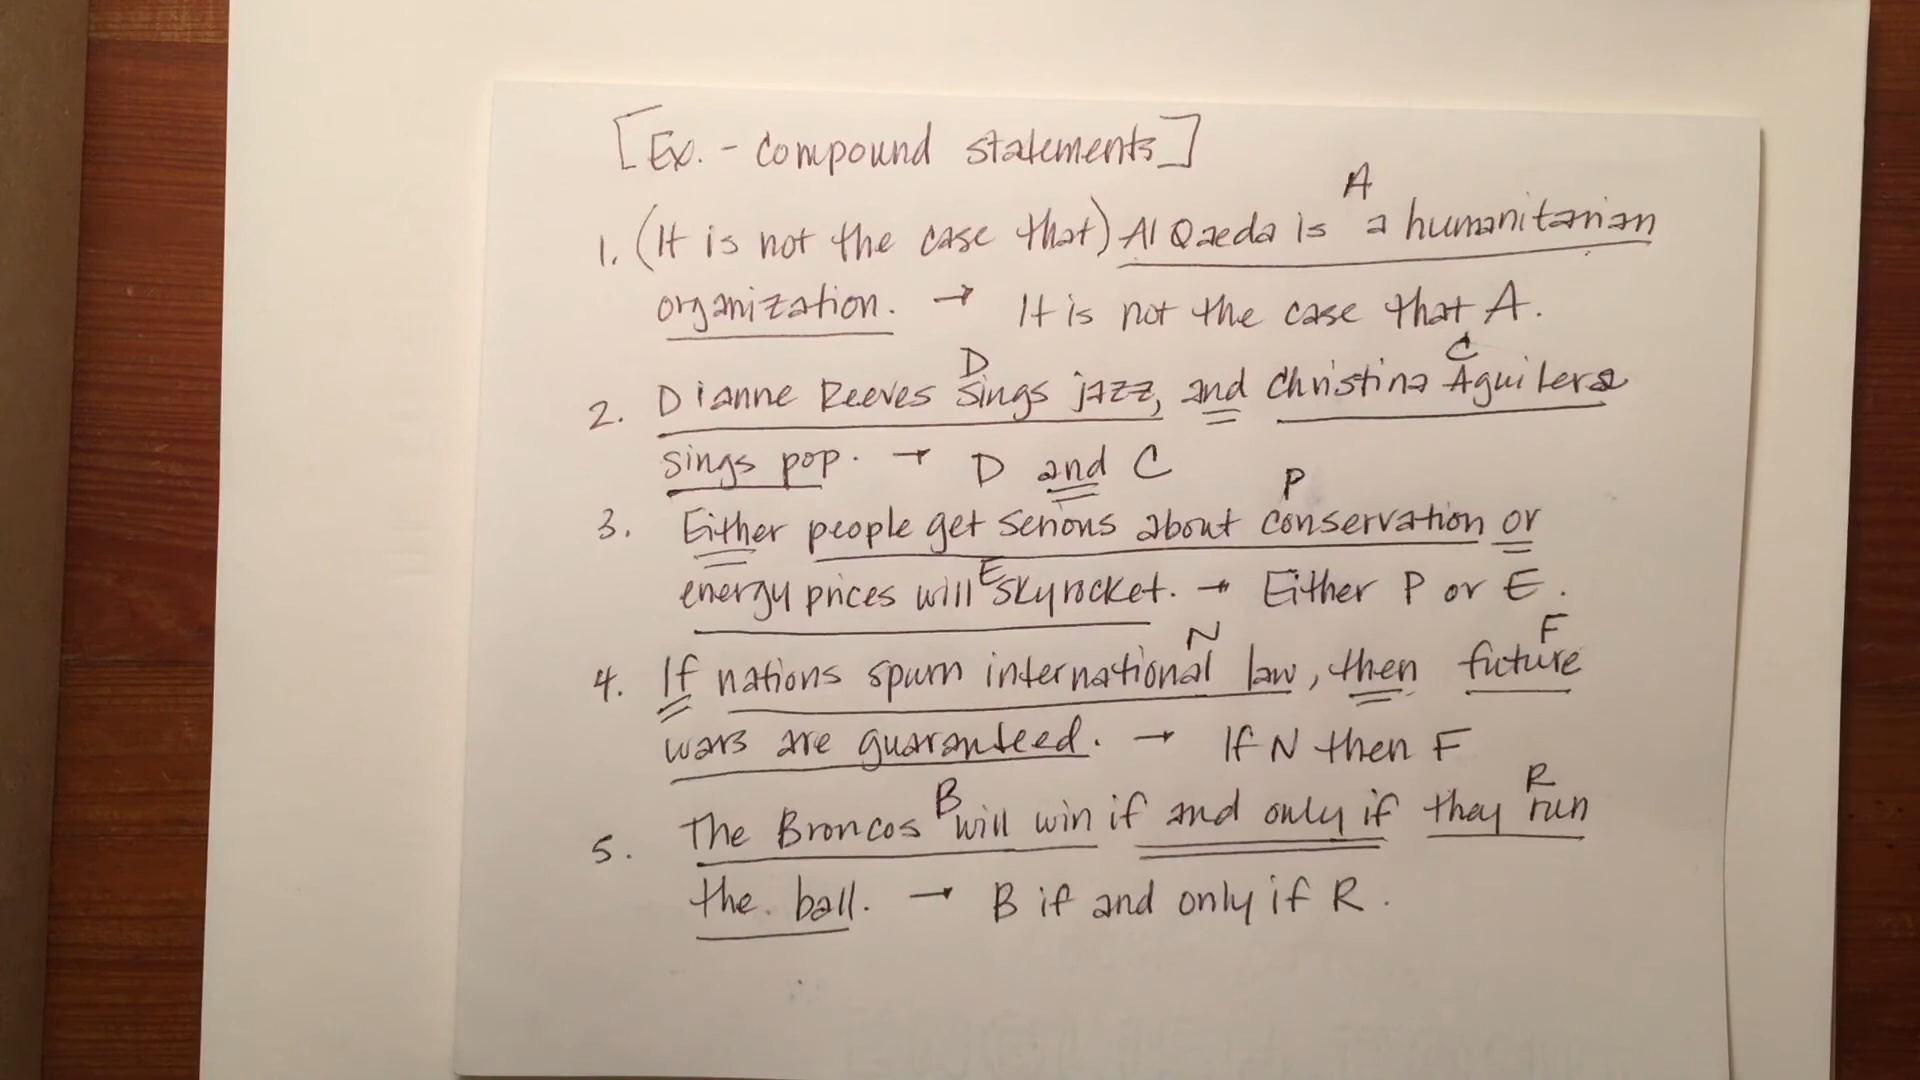 [Ex. - compound statements]
A
1. (It is not the case that) Al Qaeda is a humanitarian
organization. → It is not the case that A.
D C
2. Dianne Reeves sings jazz, and Christina Aguilera
sings pop. → D and C
P
3. Either people get serious about conservation or
E
energy prices will skyrocket. → Either P or E.
N F
4. If nations spurn international law, then future
wars are guaranteed. → If N then F
B R
5. The Broncos will win if and only if they run
the ball. → B if and only if R.